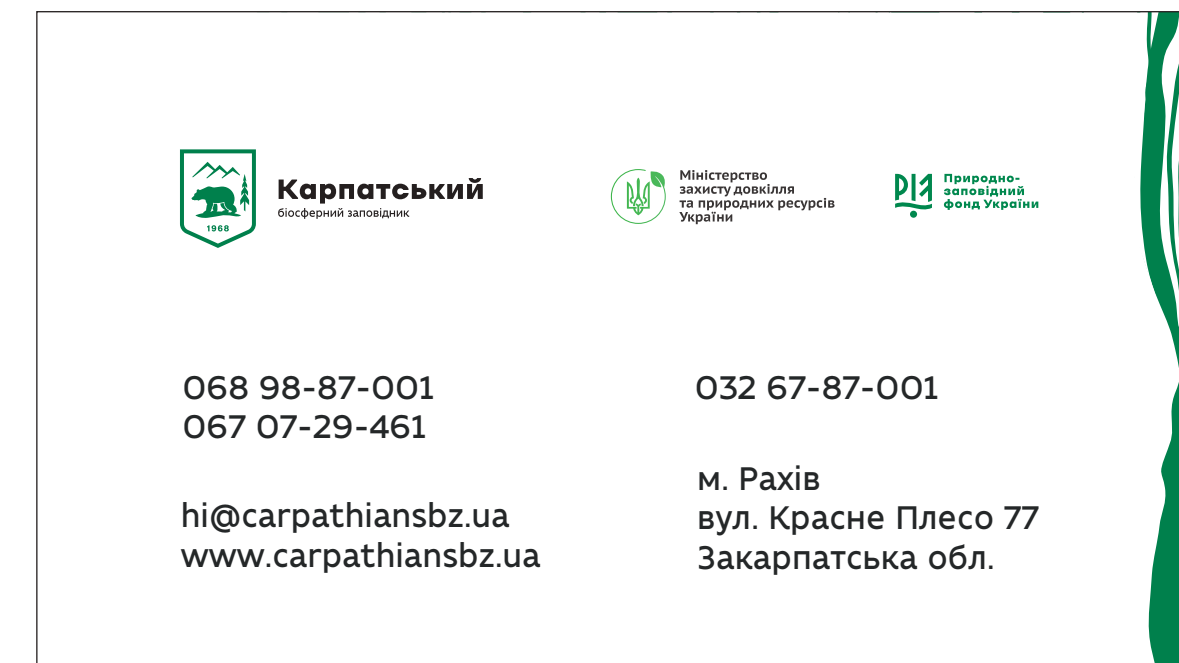 1968
Карпатський
біосферний заповідник
Міністерство
захисту довкілля
та природних ресурсів
України
Природно-
заповідний
фонд України
068 98-87-001
067 07-29-461
hi@carpathiansbz.ua
www.carpathiansbz.ua
032 67-87-001
м. Рахів
вул. Красне Плесо 77
Закарпатська обл.